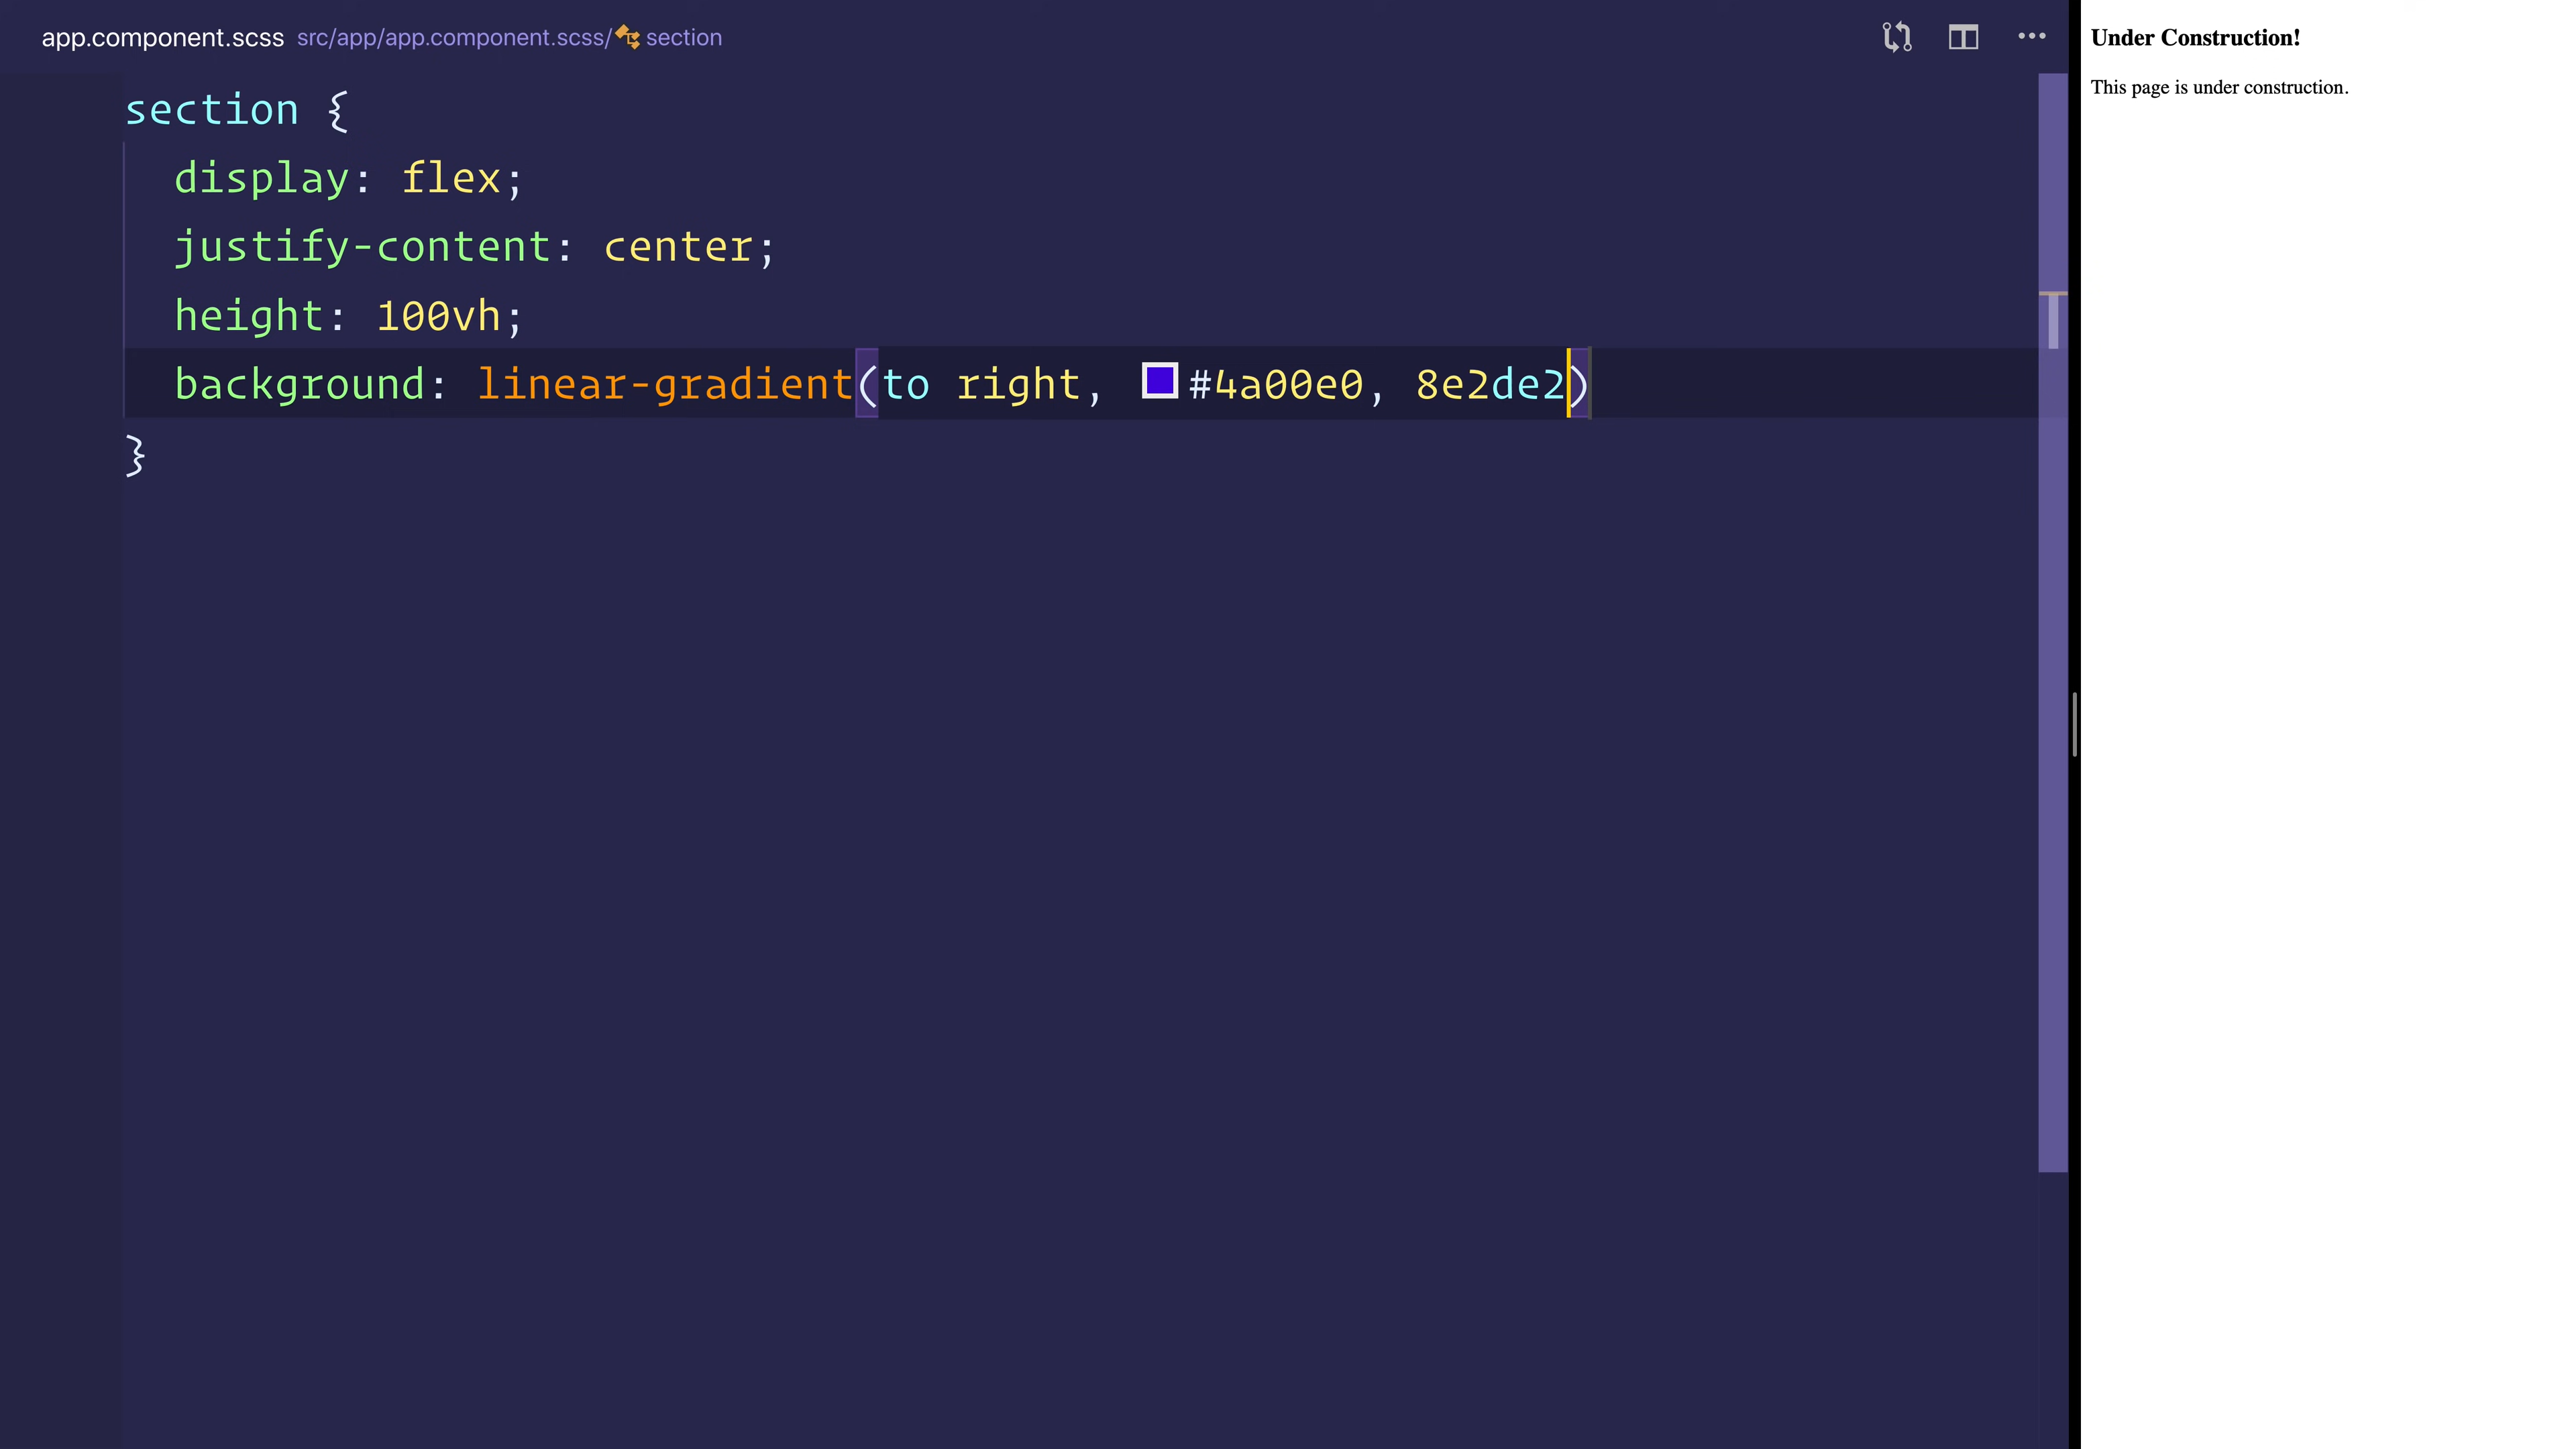 app.component.scss src/app/app.component.scss/ section
section {
display: flex;
justify-content: center;
height: 100vh;
background: linear-gradient(to right, #4a00e0, 8e2de2)
}
Under Construction!
This page is under construction.